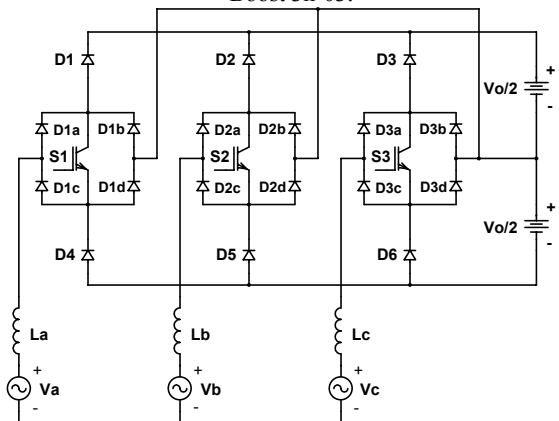 D1 D2 D3
+
Vo/2
-
D1a D1b D2a D2b D3a D3b
S1 S2 S3
D1c D1d D2c D2d D3c D3d
+
Vo/2
-
D4 D5 D6
La Lb Lc
+ + +
Va Vb Vc
- - -